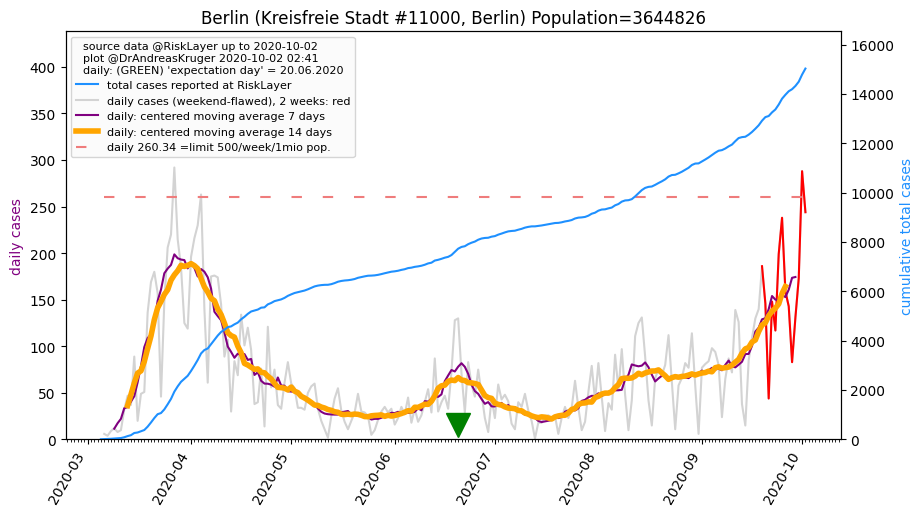 Berlin (Kreisfreie Stadt #11000, Berlin) Population=3644826
source data @RiskLayer up to 2020-10-02
plot @DrAndreasKruger 2020-10-02 02:41
daily: (GREEN) 'expectation day' = 20.06.2020
total cases reported at RiskLayer
daily cases (weekend-flawed), 2 weeks: red
daily: centered moving average 7 days
daily: centered moving average 14 days
daily 260.34 =limit 500/week/1mio pop.
daily cases
400
350
300
250
200
150
100
50
0
cumulative total cases
16000
14000
12000
10000
8000
6000
4000
2000
0
2020-03
2020-04
2020-05
2020-06
2020-07
2020-08
2020-09
2020-10